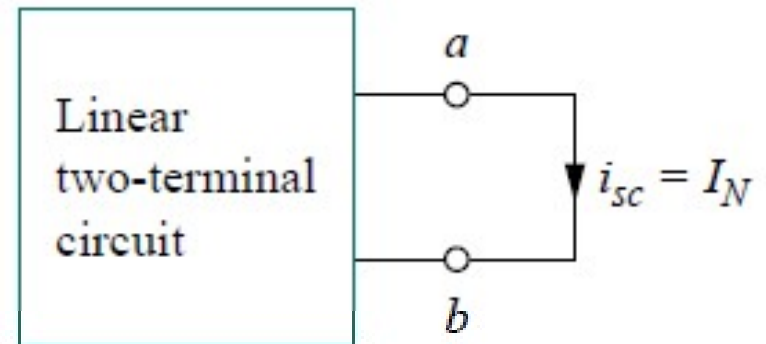 Linear
two-terminal
circuit
a
i_sc = I_N
b